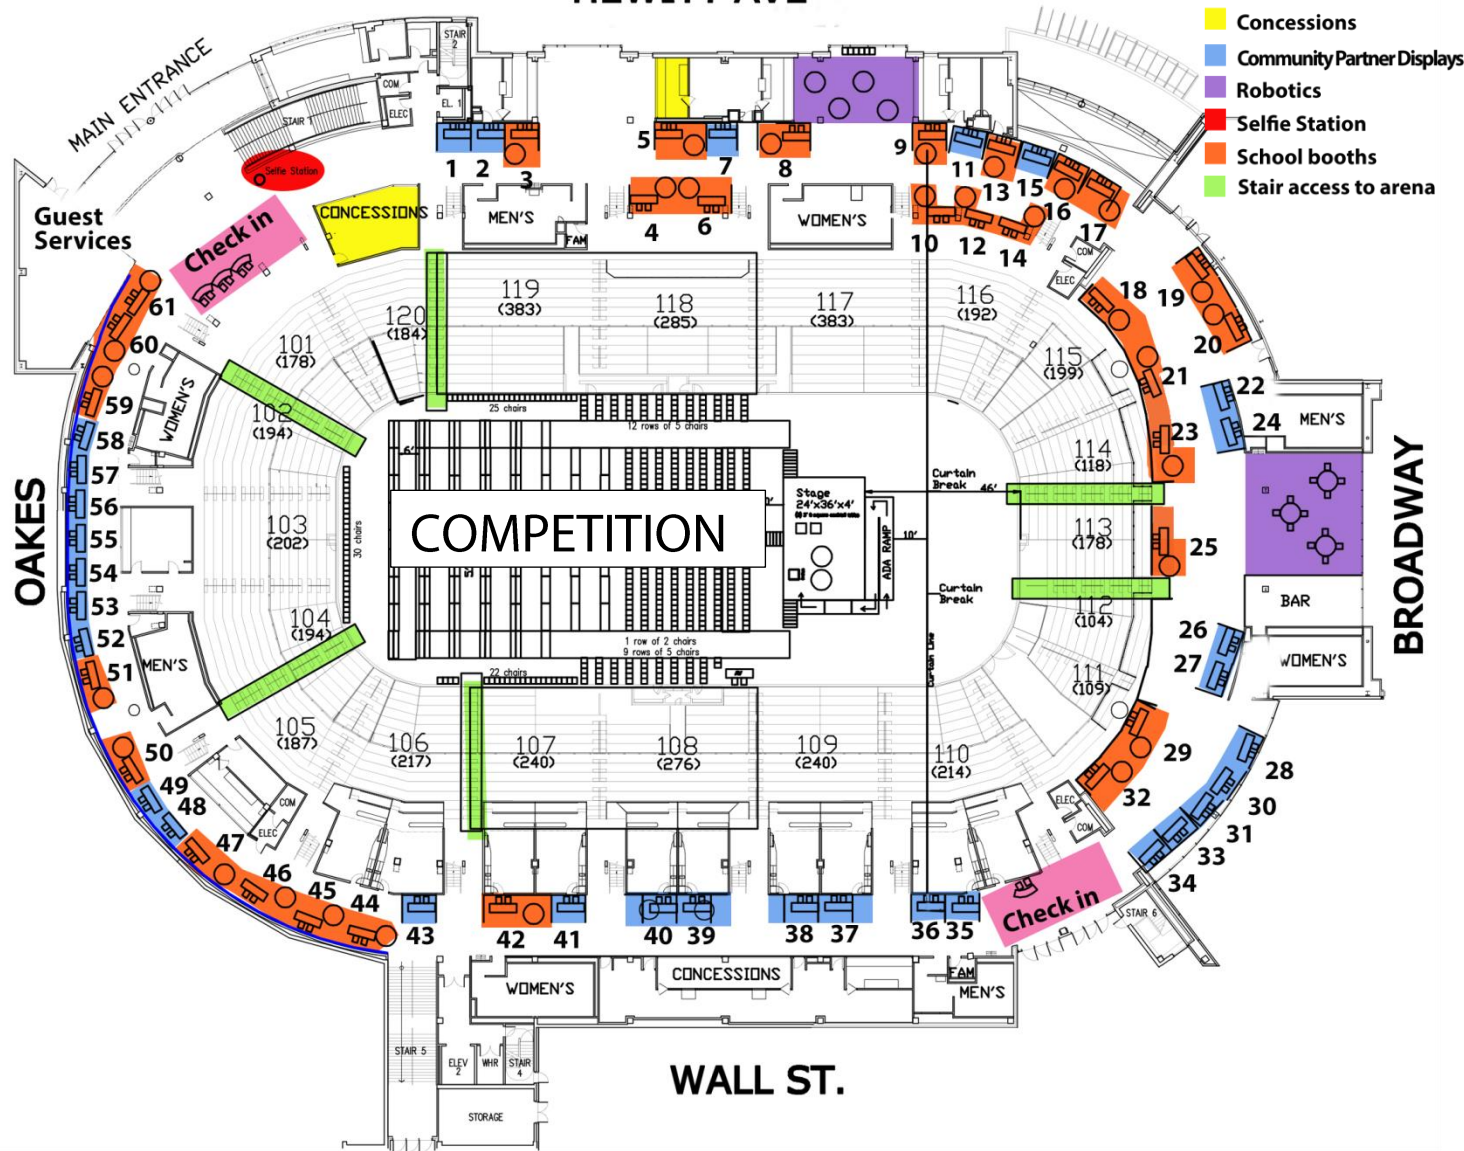 HEWITT AVE
Concessions
Community Partner Displays
Robotics
Selfie Station
School booths
Stair access to arena
MAIN ENTRANCE
STAIR 2
COM
ELEC
EL. 1
STAIR 1
Selfie Station
Guest
Services
Check in
CONCESSIONS
MEN'S
FAM
WOMEN'S
COM
ELEC
1
2
3
4
5
6
7
8
9
10
11
12
13
14
15
16
17
18
19
20
21
22
23
24
25
26
27
28
29
30
31
32
33
34
35
36
37
38
39
40
41
42
43
44
45
46
47
48
49
50
51
52
53
54
55
56
57
58
59
60
61
101
(178)
102
(194)
103
(202)
104
(194)
105
(187)
106
(217)
107
(240)
108
(276)
109
(240)
110
(214)
111
(109)
112
(104)
113
(178)
114
(118)
115
(199)
116
(192)
117
(383)
118
(285)
119
(383)
120
(184)
25 chairs
12 rows of 5 chairs
6'
30 chairs
COMPETITION
Stage
24'x36'x4'
ADA RAMP
10'
Curtain
Break
46'
Curtain
Break
Curtain Line
1 row of 2 chairs
9 rows of 5 chairs
22 chairs
WOMEN'S
MEN'S
OAKES
MEN'S
BAR
WOMEN'S
BROADWAY
COM
ELEC
ELEC
COM
Check in
STAIR 6
WOMEN'S
CONCESSIONS
FAM
MEN'S
STAIR 5
ELEV
2
WHR
STAIR
4
STORAGE
WALL ST.